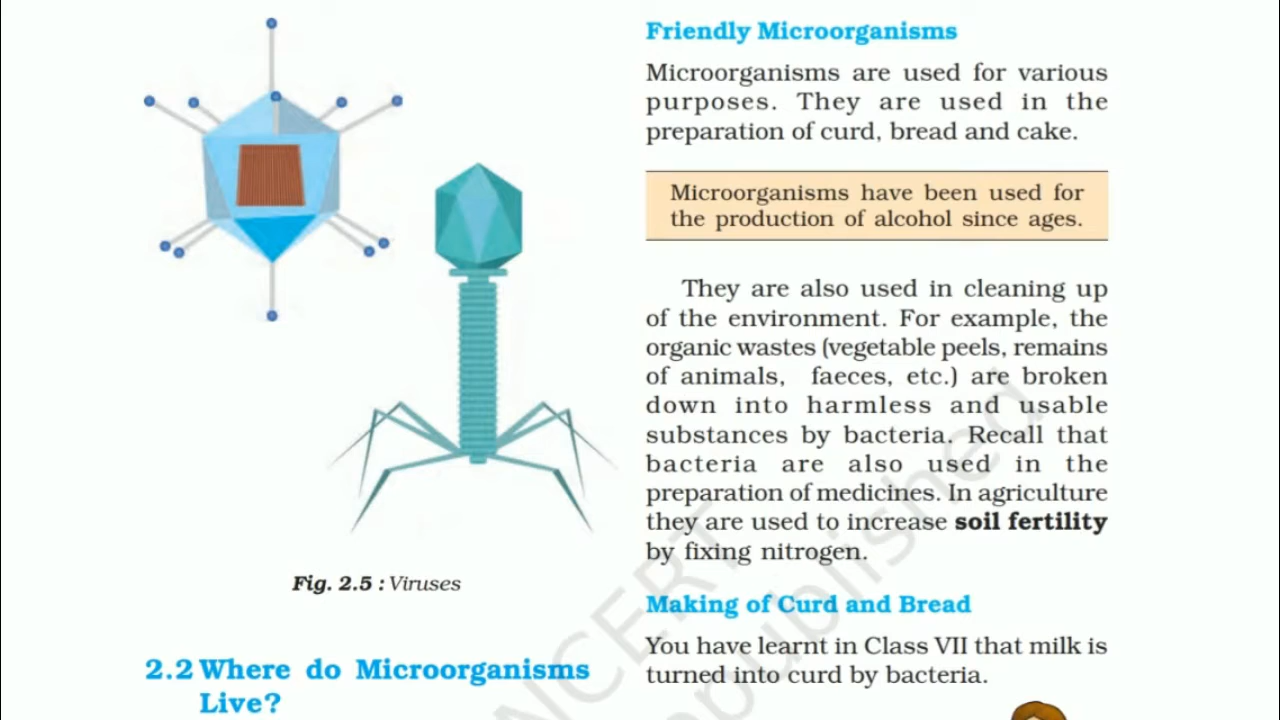 Fig. 2.5 : Viruses
2.2 Where do Microorganisms
Live?
Friendly Microorganisms
Microorganisms are used for various
purposes. They are used in the
preparation of curd, bread and cake.
Microorganisms have been used for
the production of alcohol since ages.
They are also used in cleaning up
of the environment. For example, the
organic wastes (vegetable peels, remains
of animals, faeces, etc.) are broken
down into harmless and usable
substances by bacteria. Recall that
bacteria are also used in the
preparation of medicines. In agriculture
they are used to increase soil fertility
by fixing nitrogen.
Making of Curd and Bread
You have learnt in Class VII that milk is
turned into curd by bacteria.
NCERT
republished